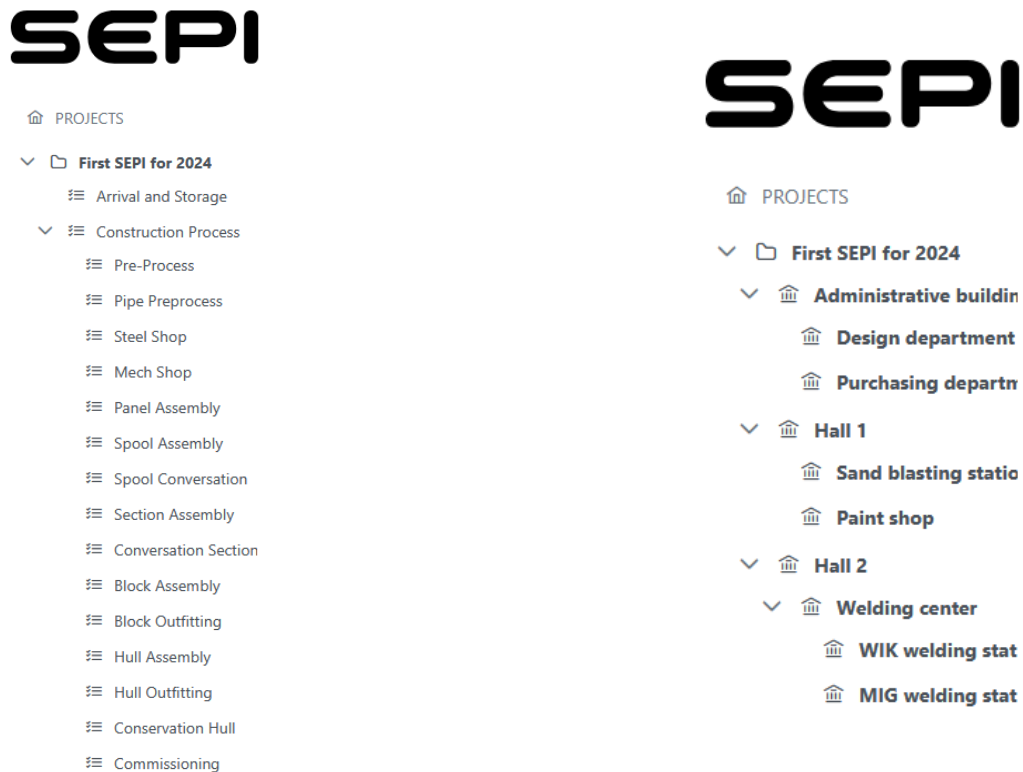 SEPI
PROJECTS
First SEPI for 2024
Arrival and Storage
Construction Process
Pre-Process
Pipe Preprocess
Steel Shop
Mech Shop
Panel Assembly
Spool Assembly
Spool Conversation
Section Assembly
Conversation Section
Block Assembly
Block Outfitting
Hull Assembly
Hull Outfitting
Conservation Hull
Commissioning
SEPI
PROJECTS
First SEPI for 2024
Administrative buildin
Design department
Purchasing departm
Hall 1
Sand blasting statio
Paint shop
Hall 2
Welding center
WIK welding stat
MIG welding stat